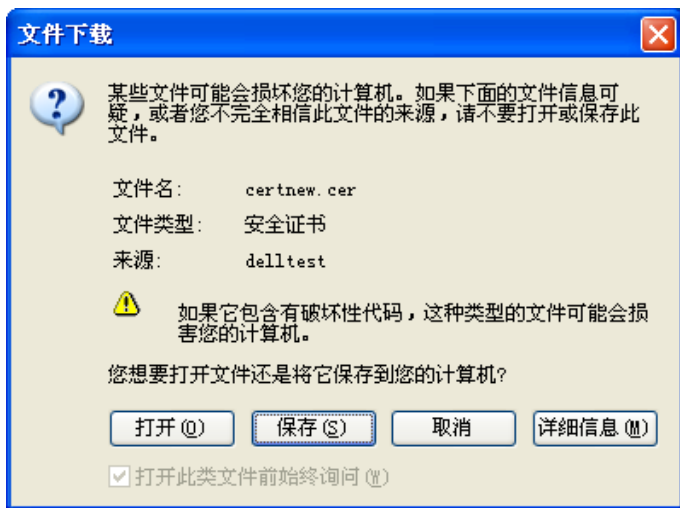 文件下载
某些文件可能会损坏您的计算机。如果下面的文件信息可
疑，或者您不完全相信此文件的来源，请不要打开或保存此
文件。
文件名: certnew.cer
文件类型: 安全证书
来源: delltest
如果它包含有破坏性代码，这种类型的文件可能会损
害您的计算机。
您想要打开文件还是将它保存到您的计算机?
打开(O) 保存(S) 取消 详细信息(M)
打开此类文件前始终询问(W)